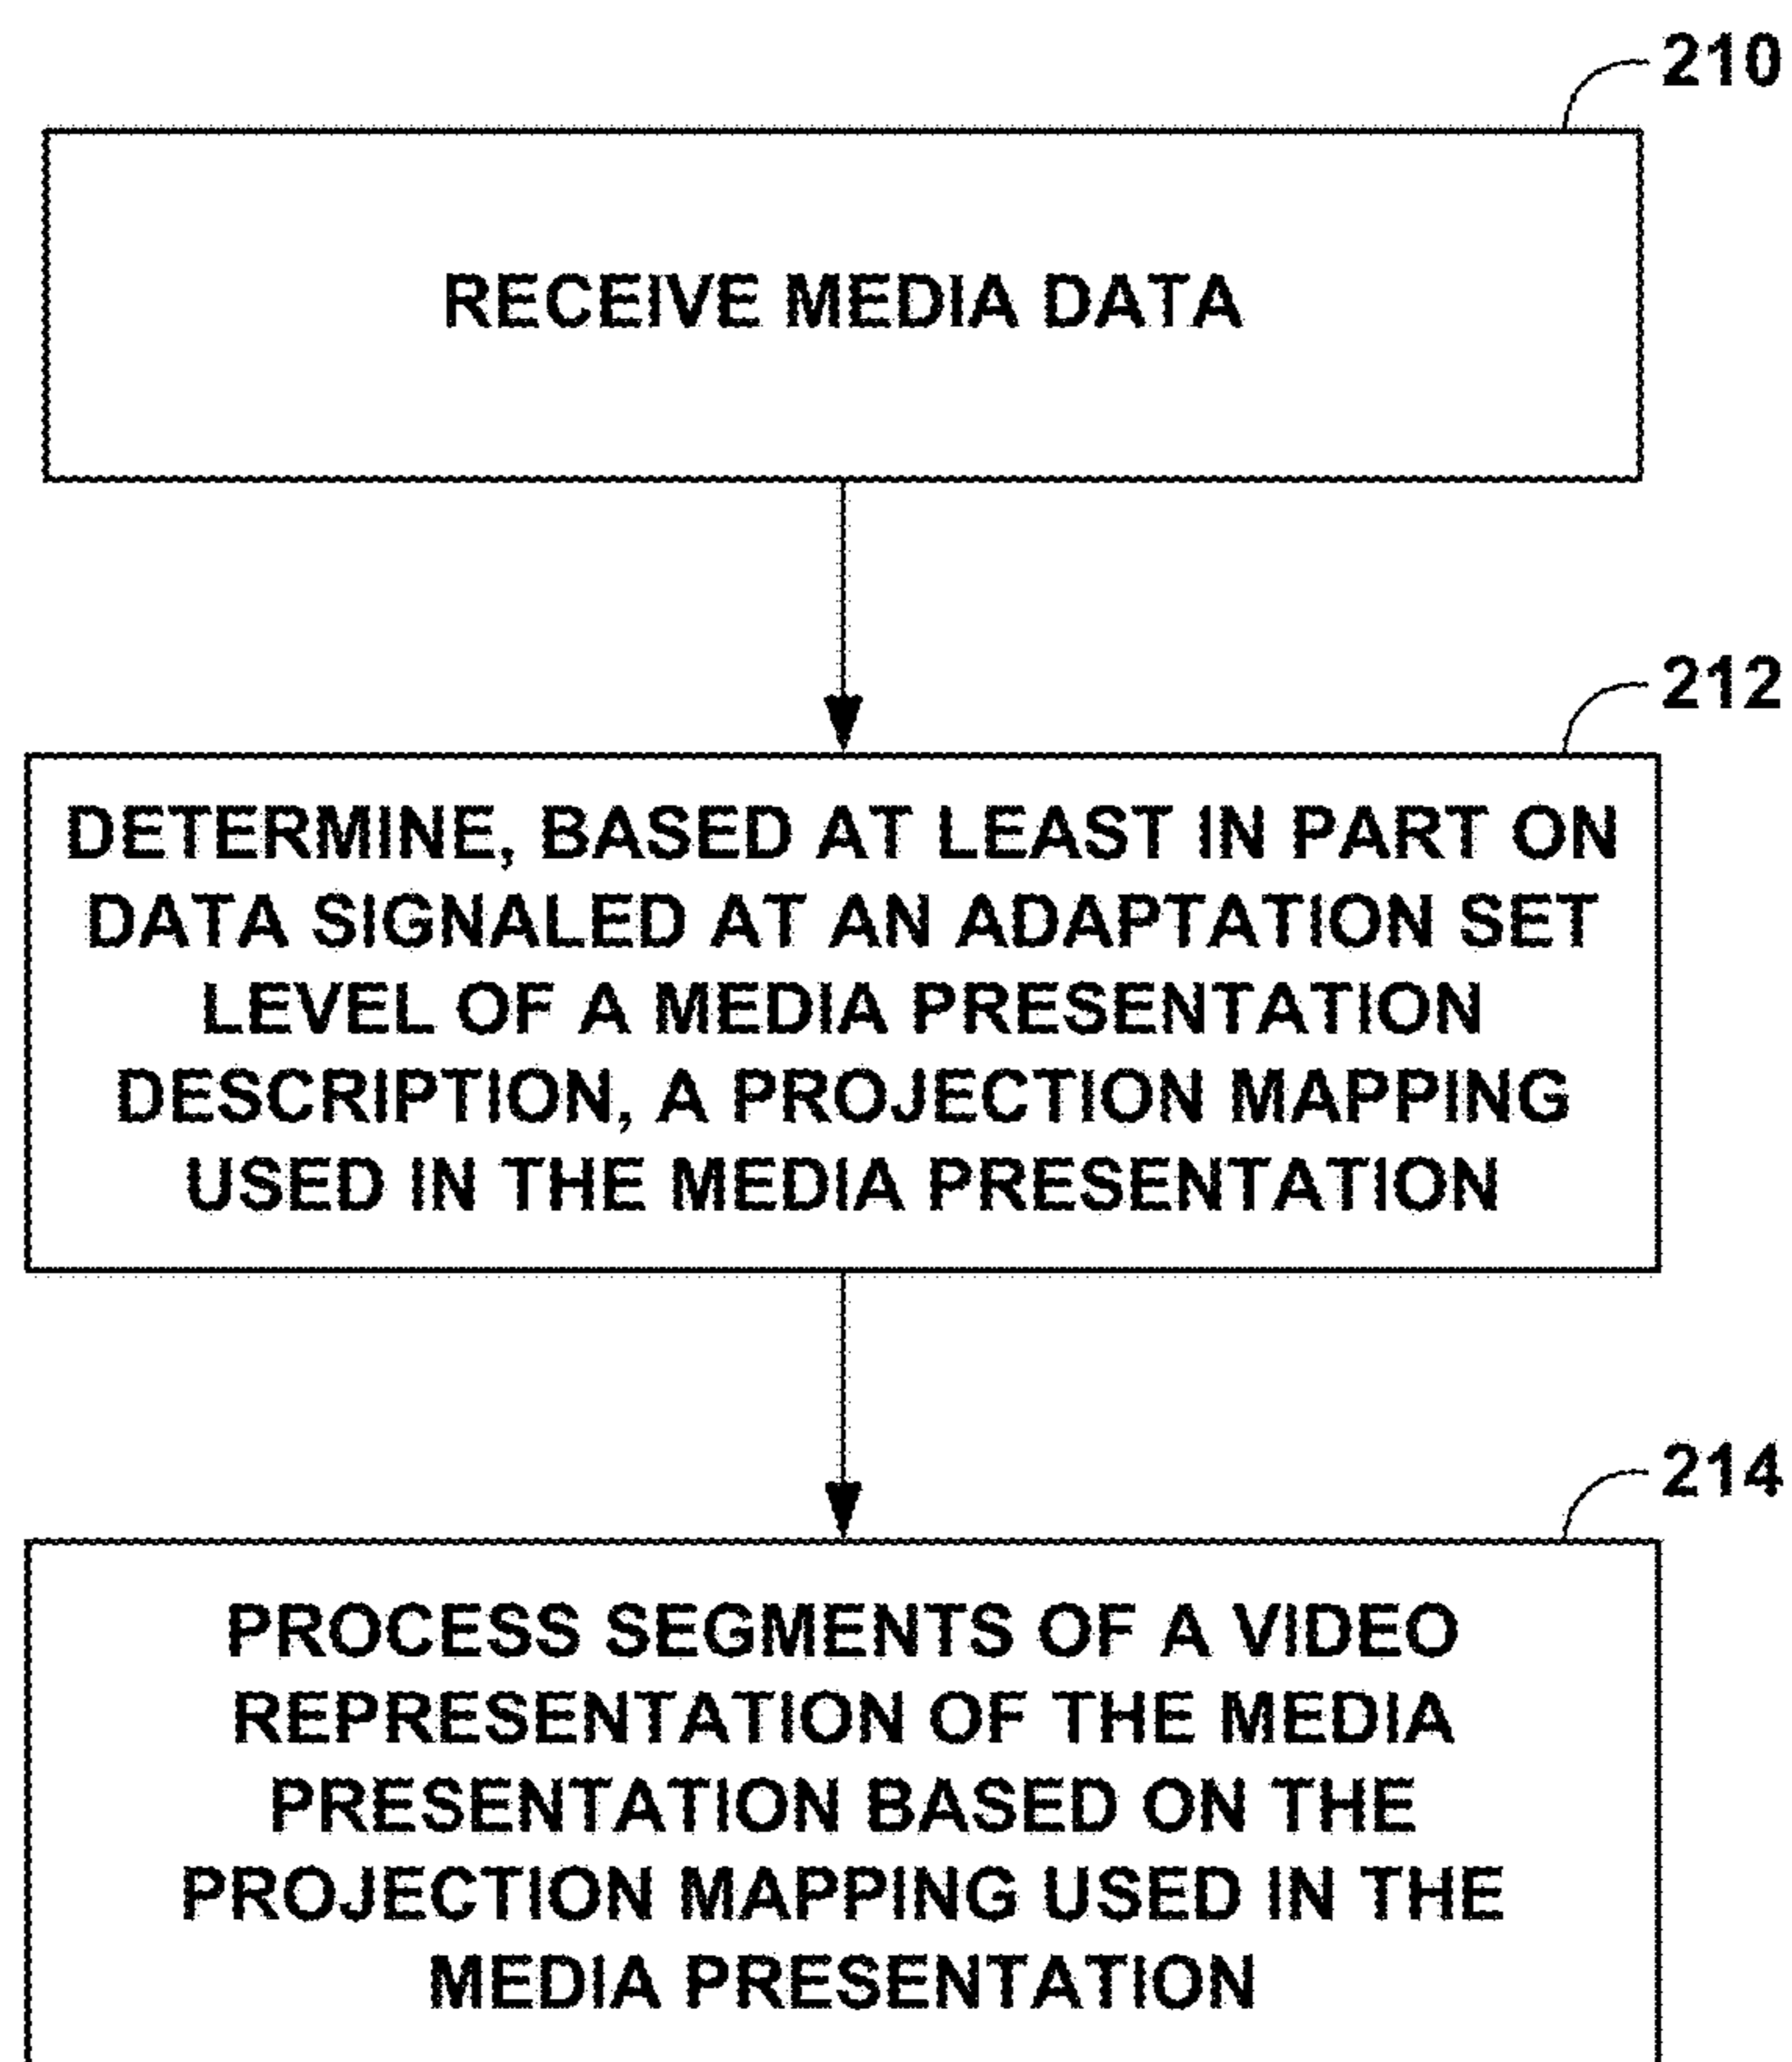 210
RECEIVE MEDIA DATA
212
DETERMINE, BASED AT LEAST IN PART ON
DATA SIGNALED AT AN ADAPTATION SET
LEVEL OF A MEDIA PRESENTATION
DESCRIPTION, A PROJECTION MAPPING
USED IN THE MEDIA PRESENTATION
214
PROCESS SEGMENTS OF A VIDEO
REPRESENTATION OF THE MEDIA
PRESENTATION BASED ON THE
PROJECTION MAPPING USED IN THE
MEDIA PRESENTATION